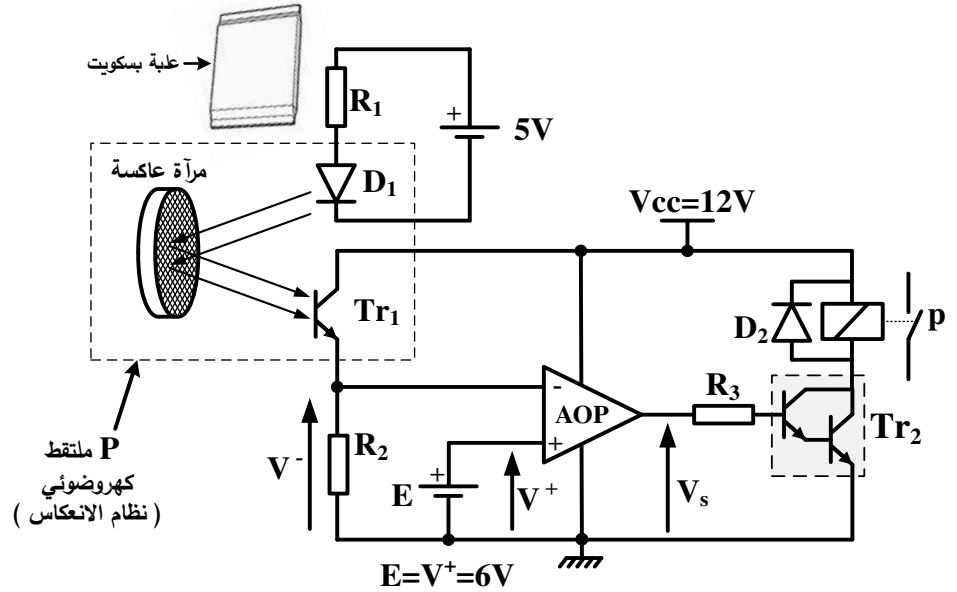 علبة بسكويت
R₁
+
5V
مرآة عاكسة
D₁
Vcc=12V
Tr₁
D₂
p
-
AOP
+
R₃
Tr₂
P ملتقط
كهروضوئي
( نظام الانعكاس )
V⁻
R₂
+
E
V⁺
Vₛ
E=V⁺=6V